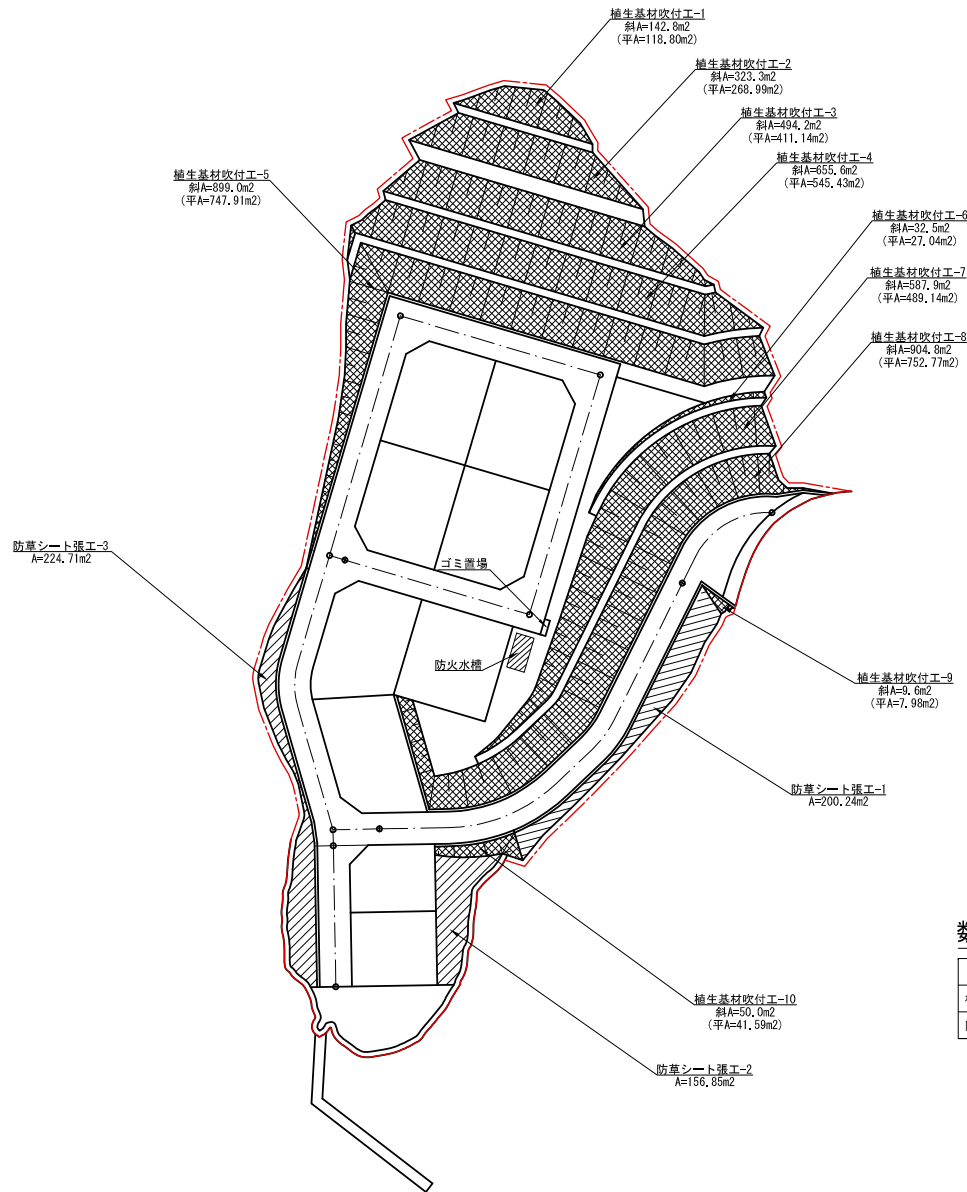 植生基材吹付工-1
斜A=142.8m2
(平A=118.80m2)
植生基材吹付工-2
斜A=323.3m2
(平A=268.99m2)
植生基材吹付工-3
斜A=494.2m2
(平A=411.14m2)
植生基材吹付工-4
斜A=655.6m2
(平A=545.43m2)
植生基材吹付工-5
斜A=899.0m2
(平A=747.91m2)
植生基材吹付工-6
斜A=32.5m2
(平A=27.04m2)
植生基材吹付工-7
斜A=587.9m2
(平A=489.14m2)
植生基材吹付工-8
斜A=904.8m2
(平A=752.77m2)
防草シート張工-3
A=224.71m2
ゴミ置場
防火水槽
植生基材吹付工-9
斜A=9.6m2
(平A=7.98m2)
防草シート張工-1
A=200.24m2
植生基材吹付工-10
斜A=50.0m2
(平A=41.59m2)
防草シート張工-2
A=156.85m2